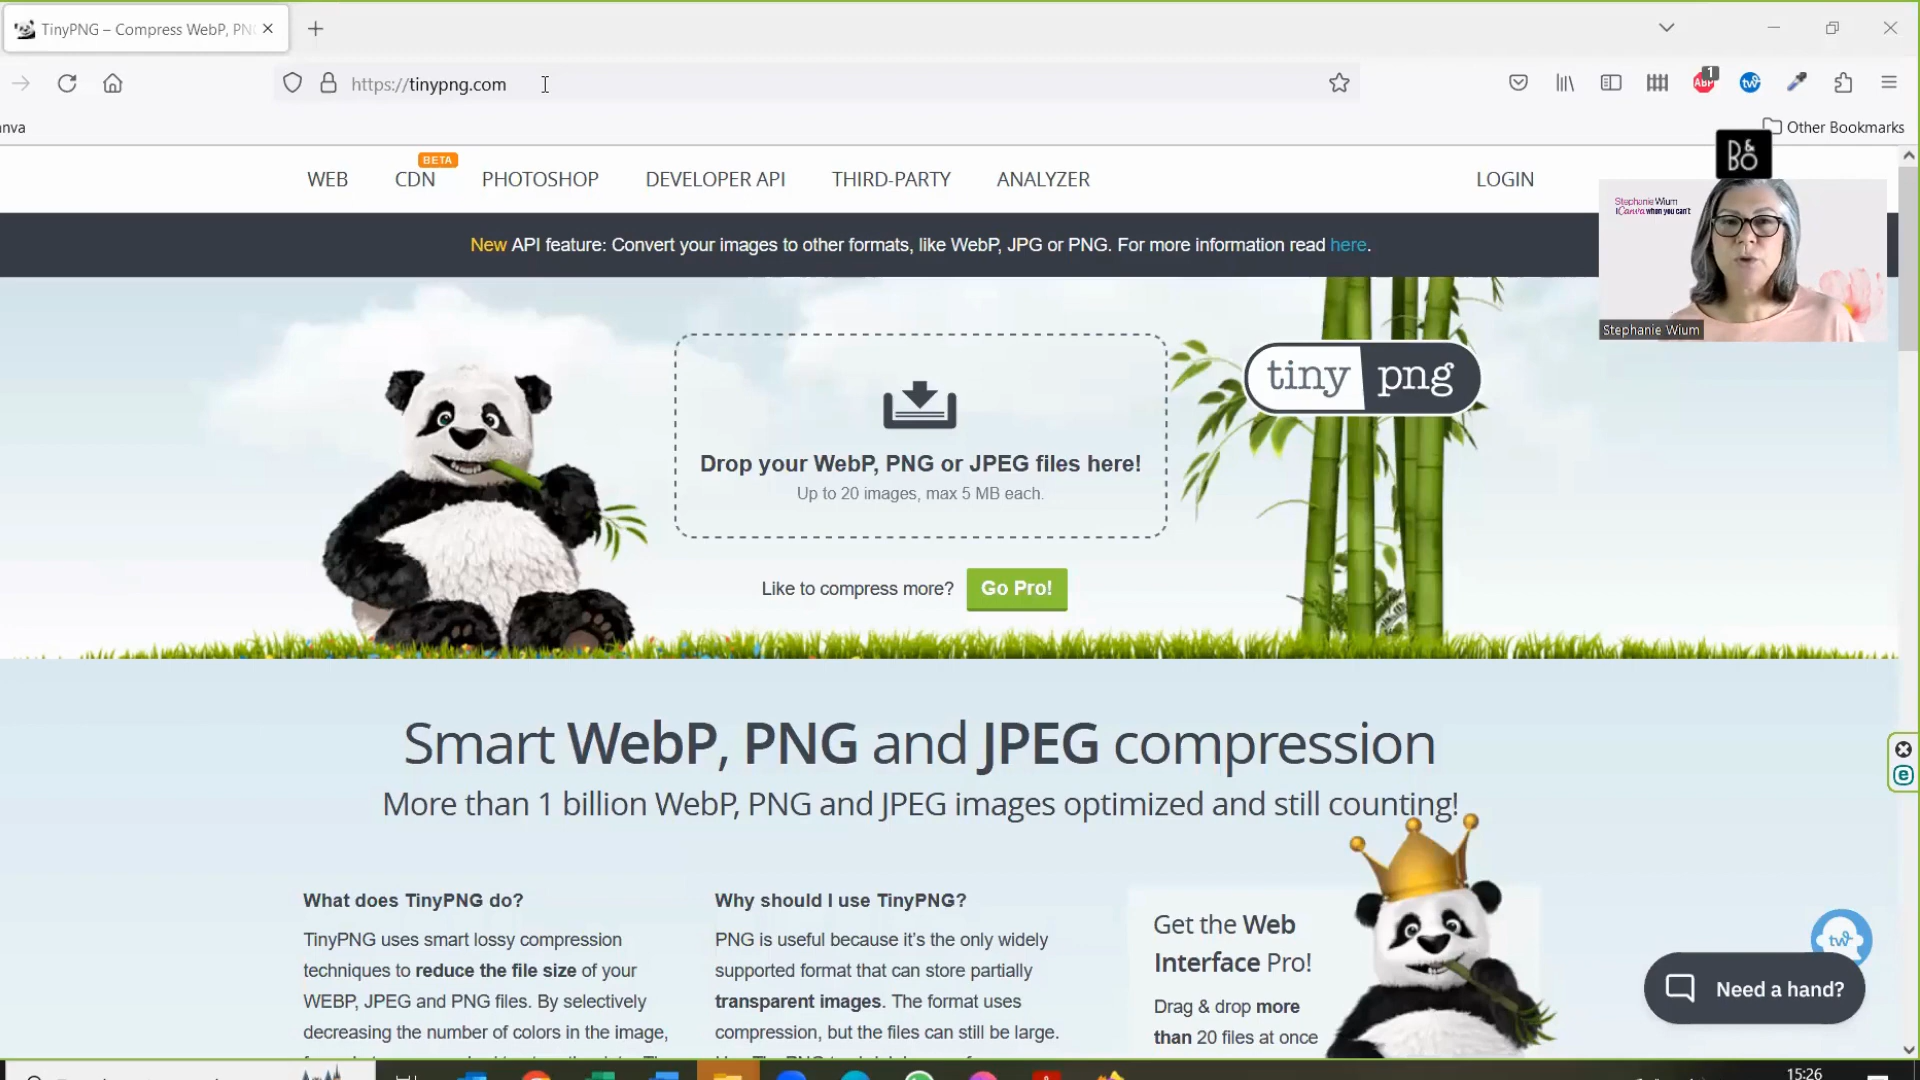 TinyPNG – Compress WebP, PN
https://tinypng.com
1
ABP
tw
nva
Other Bookmarks
WEB
CDN
BETA
PHOTOSHOP
DEVELOPER API
THIRD-PARTY
ANALYZER
LOGIN
B&O
Stephanie Wium
iCanva when you can't
Stephanie Wium
New API feature: Convert your images to other formats, like WebP, JPG or PNG. For more information read here.
tiny png
Drop your WebP, PNG or JPEG files here!
Up to 20 images, max 5 MB each.
Like to compress more?
Go Pro!
Smart WebP, PNG and JPEG compression
More than 1 billion WebP, PNG and JPEG images optimized and still counting!
What does TinyPNG do?
TinyPNG uses smart lossy compression
techniques to reduce the file size of your
WEBP, JPEG and PNG files. By selectively
decreasing the number of colors in the image,
Why should I use TinyPNG?
PNG is useful because it's the only widely
supported format that can store partially
transparent images. The format uses
compression, but the files can still be large.
Get the Web
Interface Pro!
Drag & drop more
than 20 files at once
tw
Need a hand?
15:26